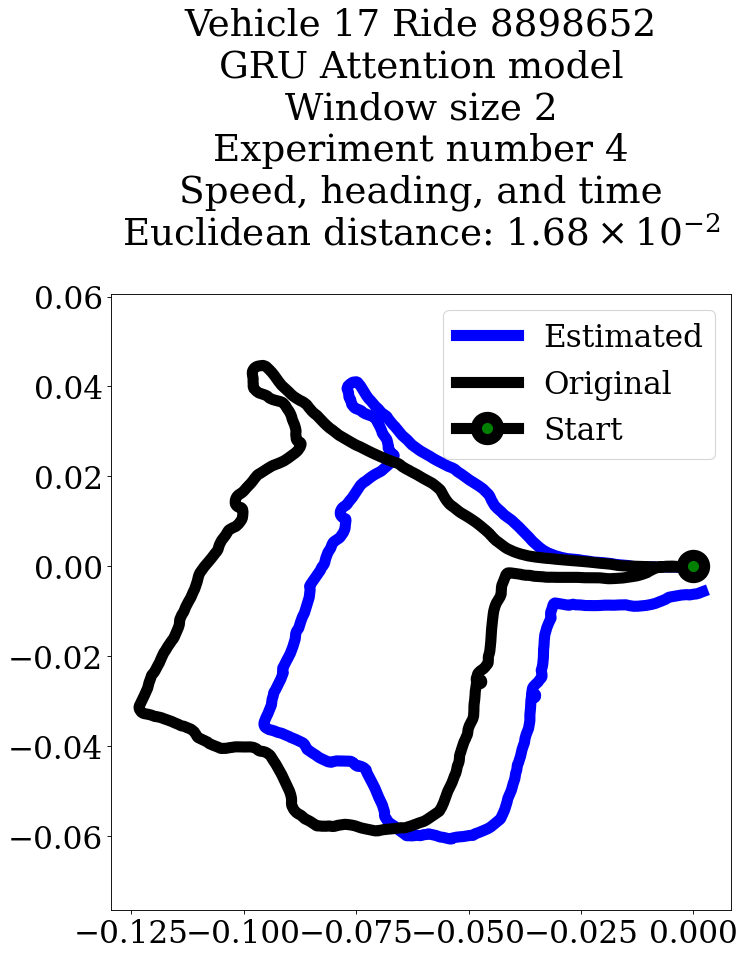 Vehicle 17 Ride 8898652
GRU Attention model
Window size 2
Experiment number 4
Speed, heading, and time
Euclidean distance: 1.68 × 10⁻²
0.06
0.04
0.02
0.00
−0.02
−0.04
−0.06
Estimated
Original
Start
−0.125 −0.100 −0.075 −0.050 −0.025 0.000